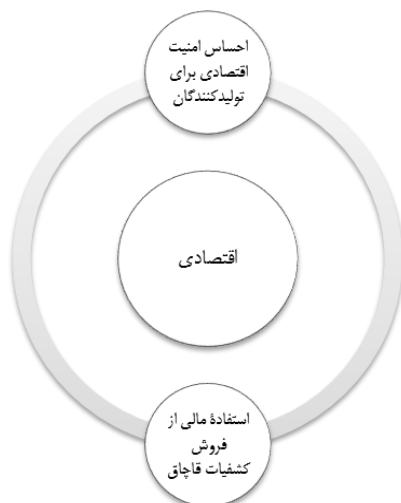 احساس امنیت
اقتصادی برای
تولیدکنندگان
اقتصادی
استفادهٔ مالی از
فروش
کشفیات قاچاق